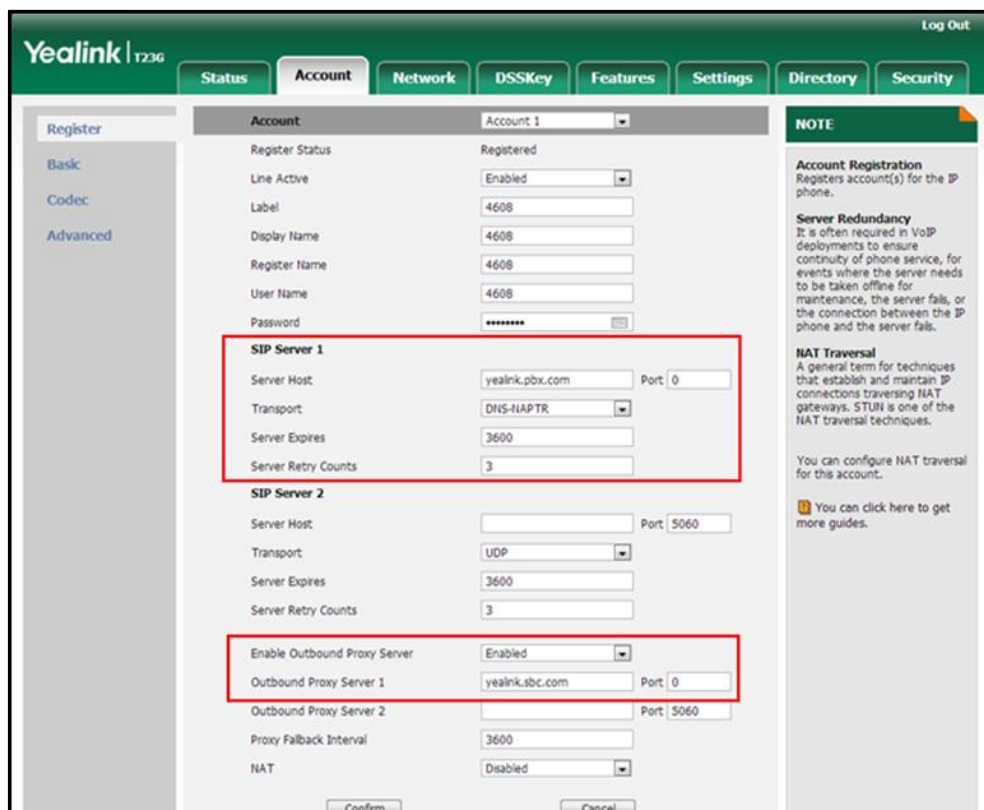 Log Out
Yealink | T23G
Status Account Network DSSKey Features Settings Directory Security
Register
Basic
Codec
Advanced
Account Account 1
Register Status Registered
Line Active Enabled
Label 4608
Display Name 4608
Register Name 4608
User Name 4608
Password ••••••••
SIP Server 1
Server Host yealink.pbx.com Port 0
Transport DNS-NAPTR
Server Expires 3600
Server Retry Counts 3
SIP Server 2
Server Host Port 5060
Transport UDP
Server Expires 3600
Server Retry Counts 3
Enable Outbound Proxy Server Enabled
Outbound Proxy Server 1 yealink.sbc.com Port 0
Outbound Proxy Server 2 Port 5060
Proxy Fallback Interval 3600
NAT Disabled
Confirm Cancel
NOTE
Account Registration
Registers account(s) for the IP
phone.
Server Redundancy
It is often required in VoIP
deployments to ensure
continuity of phone service, for
events where the server needs
to be taken offline for
maintenance, the server fails, or
the connection between the IP
phone and the server fails.
NAT Traversal
A general term for techniques
that establish and maintain IP
connections traversing NAT
gateways. STUN is one of the
NAT traversal techniques.
You can configure NAT traversal
for this account.
You can click here to get
more guides.